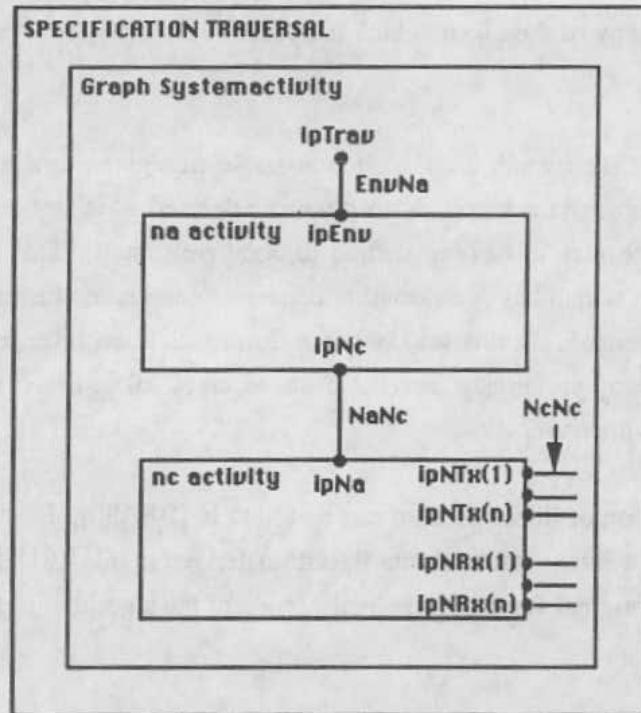 SPECIFICATION TRAVERSAL
Graph Systemactivity
ipTrav
EnvNa
na activity
ipEnv
ipNc
NaNc
NcNc
nc activity
ipNa
ipNTx(1)
ipNTx(n)
ipNRx(1)
ipNRx(n)